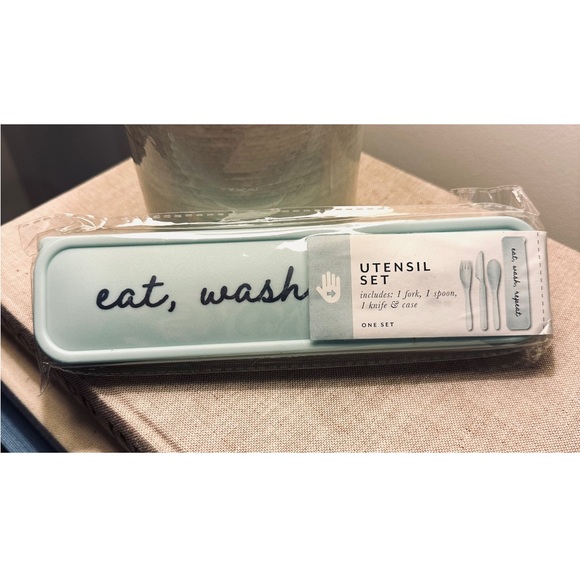 eat, wash
UTENSIL
SET
includes: 1 fork, 1 spoon,
1 knife & case
ONE SET
eat, wash, repeat